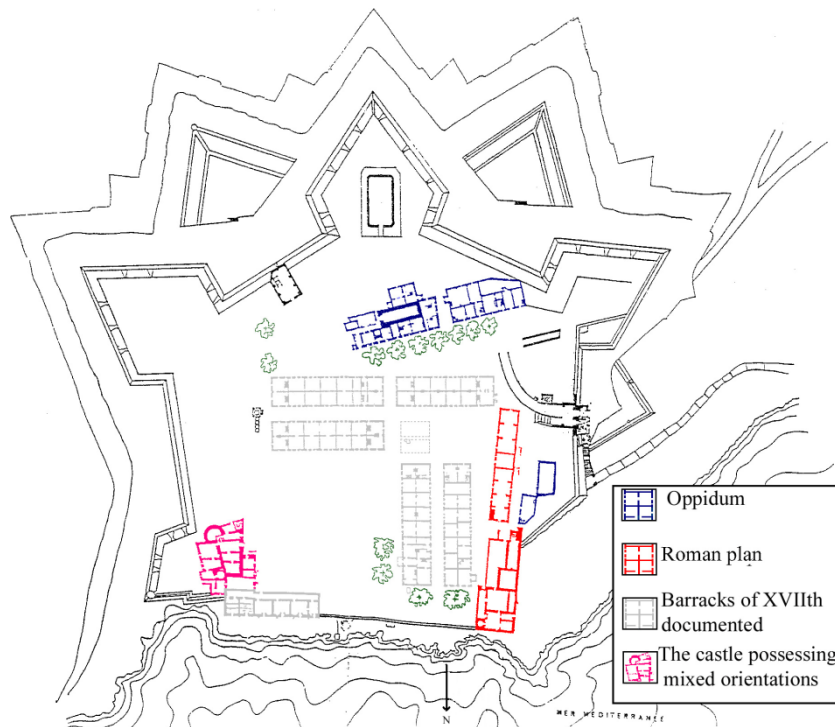 Oppidum
Roman plan
Barracks of XVIIth
documented
The castle possessing
mixed orientations
N
MER MEDITERRANEE